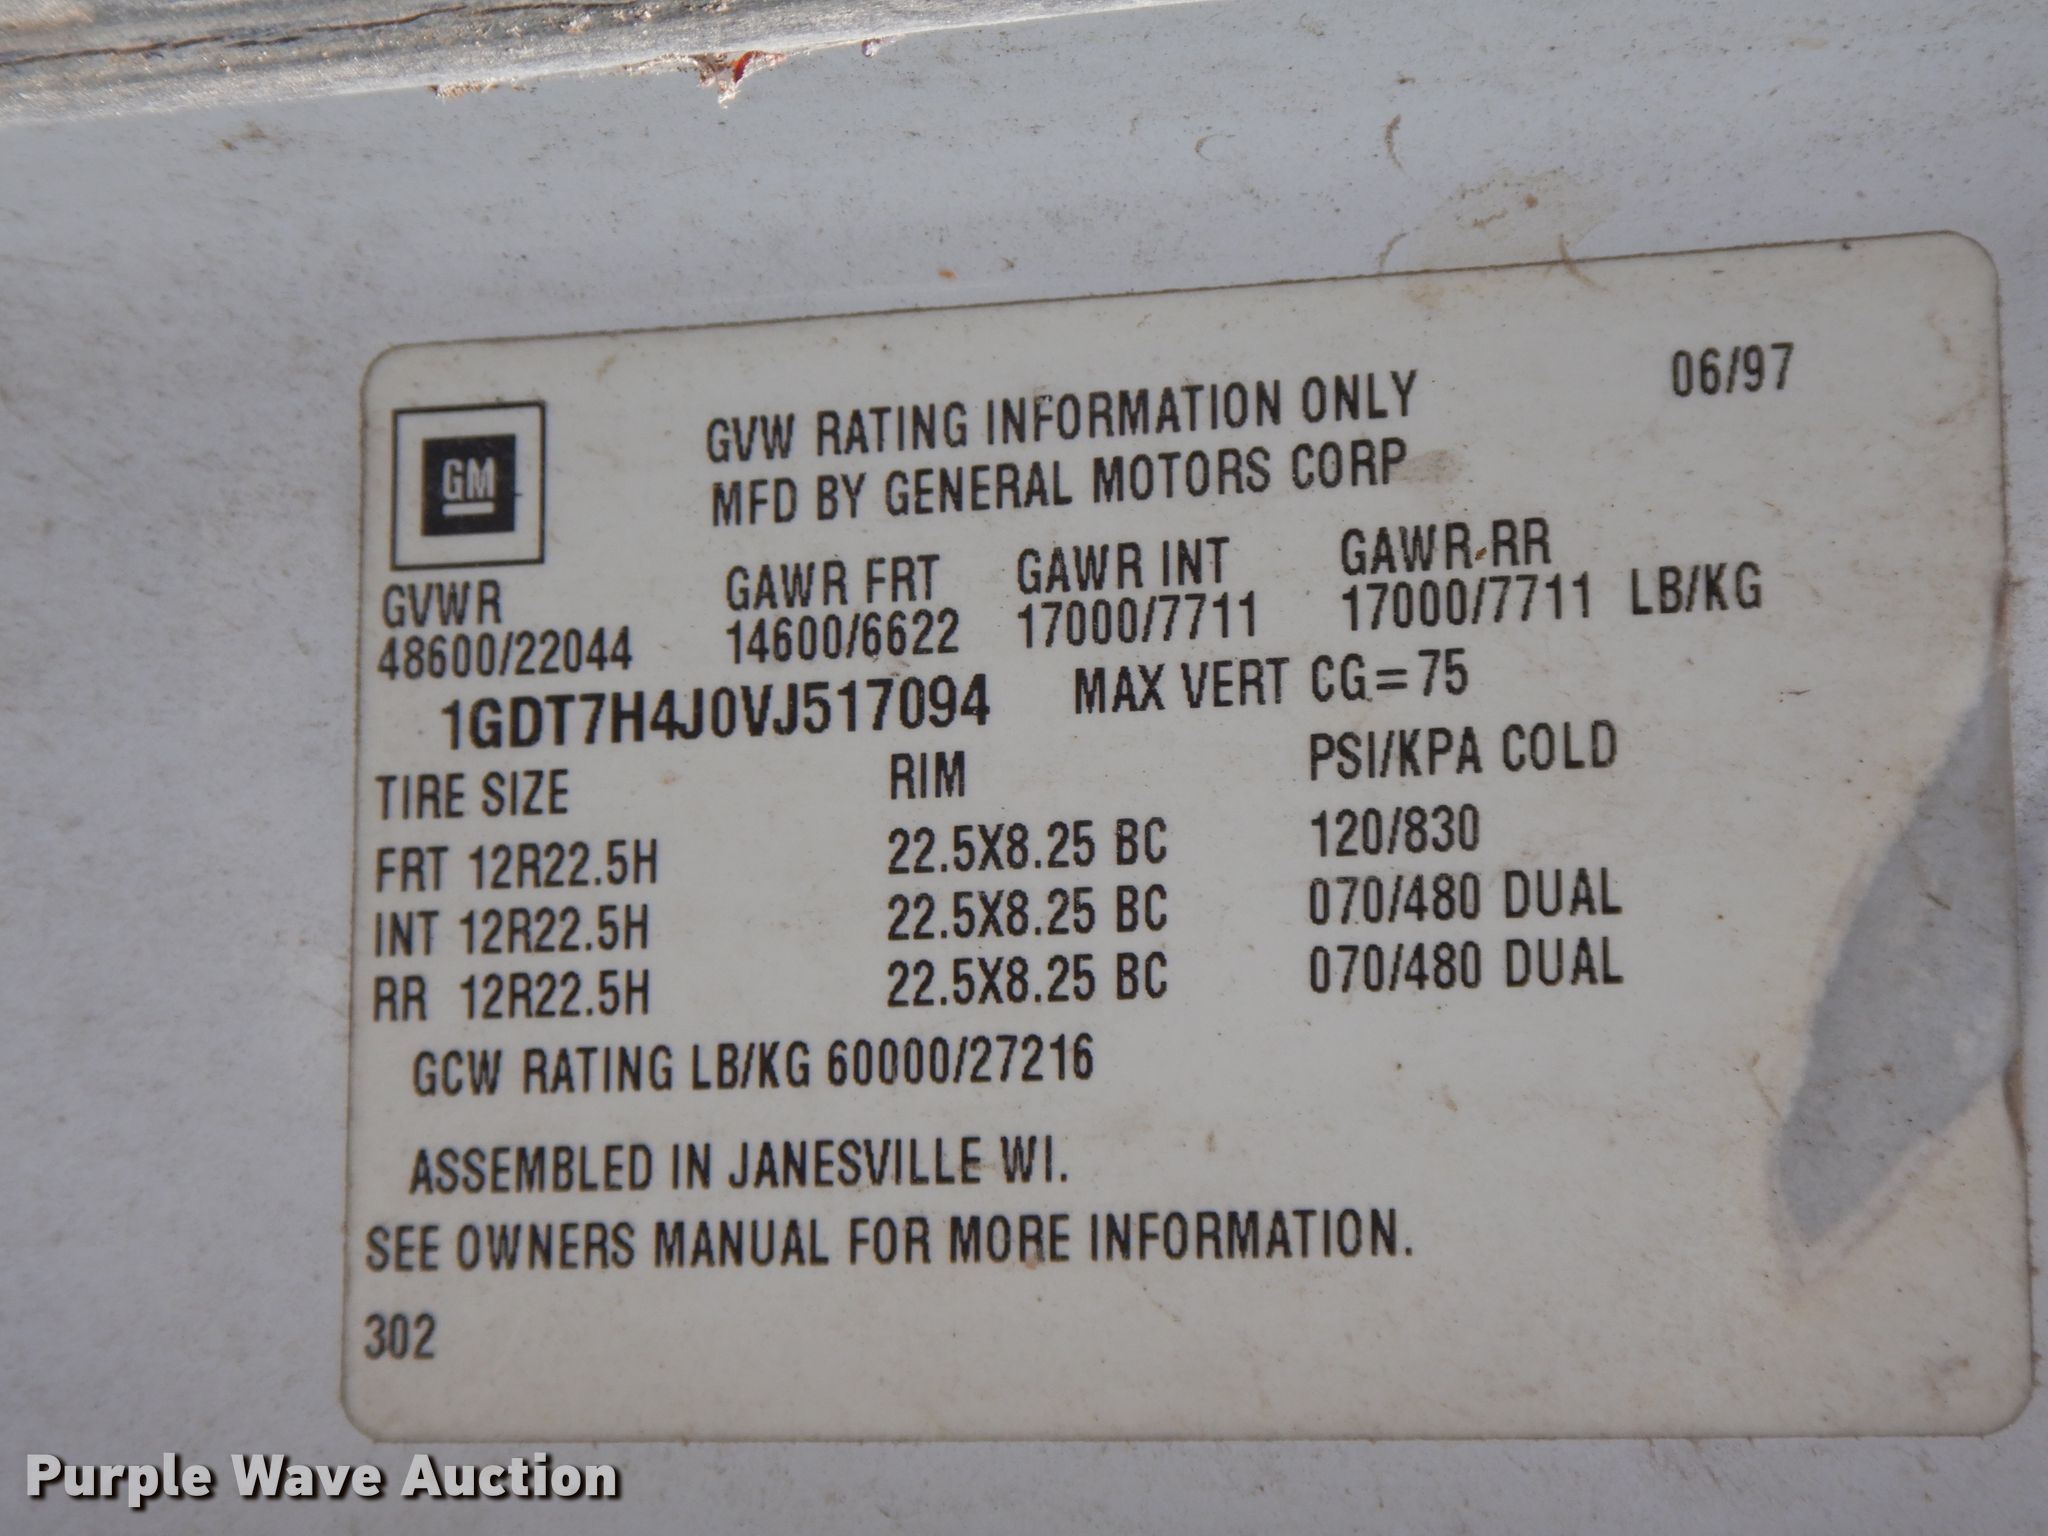 06/97
GM
GVW RATING INFORMATION ONLY
MFD BY GENERAL MOTORS CORP
GVWR GAWR FRT GAWR INT GAWR RR
48600/22044 14600/6622 17000/7711 17000/7711 LB/KG
1GDT7H4J0VJ517094 MAX VERT CG=75
TIRE SIZE RIM PSI/KPA COLD
FRT 12R22.5H 22.5X8.25 BC 120/830
INT 12R22.5H 22.5X8.25 BC 070/480 DUAL
RR 12R22.5H 22.5X8.25 BC 070/480 DUAL
GCW RATING LB/KG 60000/27216
ASSEMBLED IN JANESVILLE WI.
SEE OWNERS MANUAL FOR MORE INFORMATION.
302
Purple Wave Auction